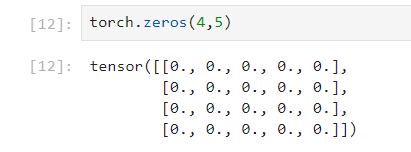 [12]: torch.zeros(4,5)
[12]: tensor([[0., 0., 0., 0., 0.],
[0., 0., 0., 0., 0.],
[0., 0., 0., 0., 0.],
[0., 0., 0., 0., 0.]])